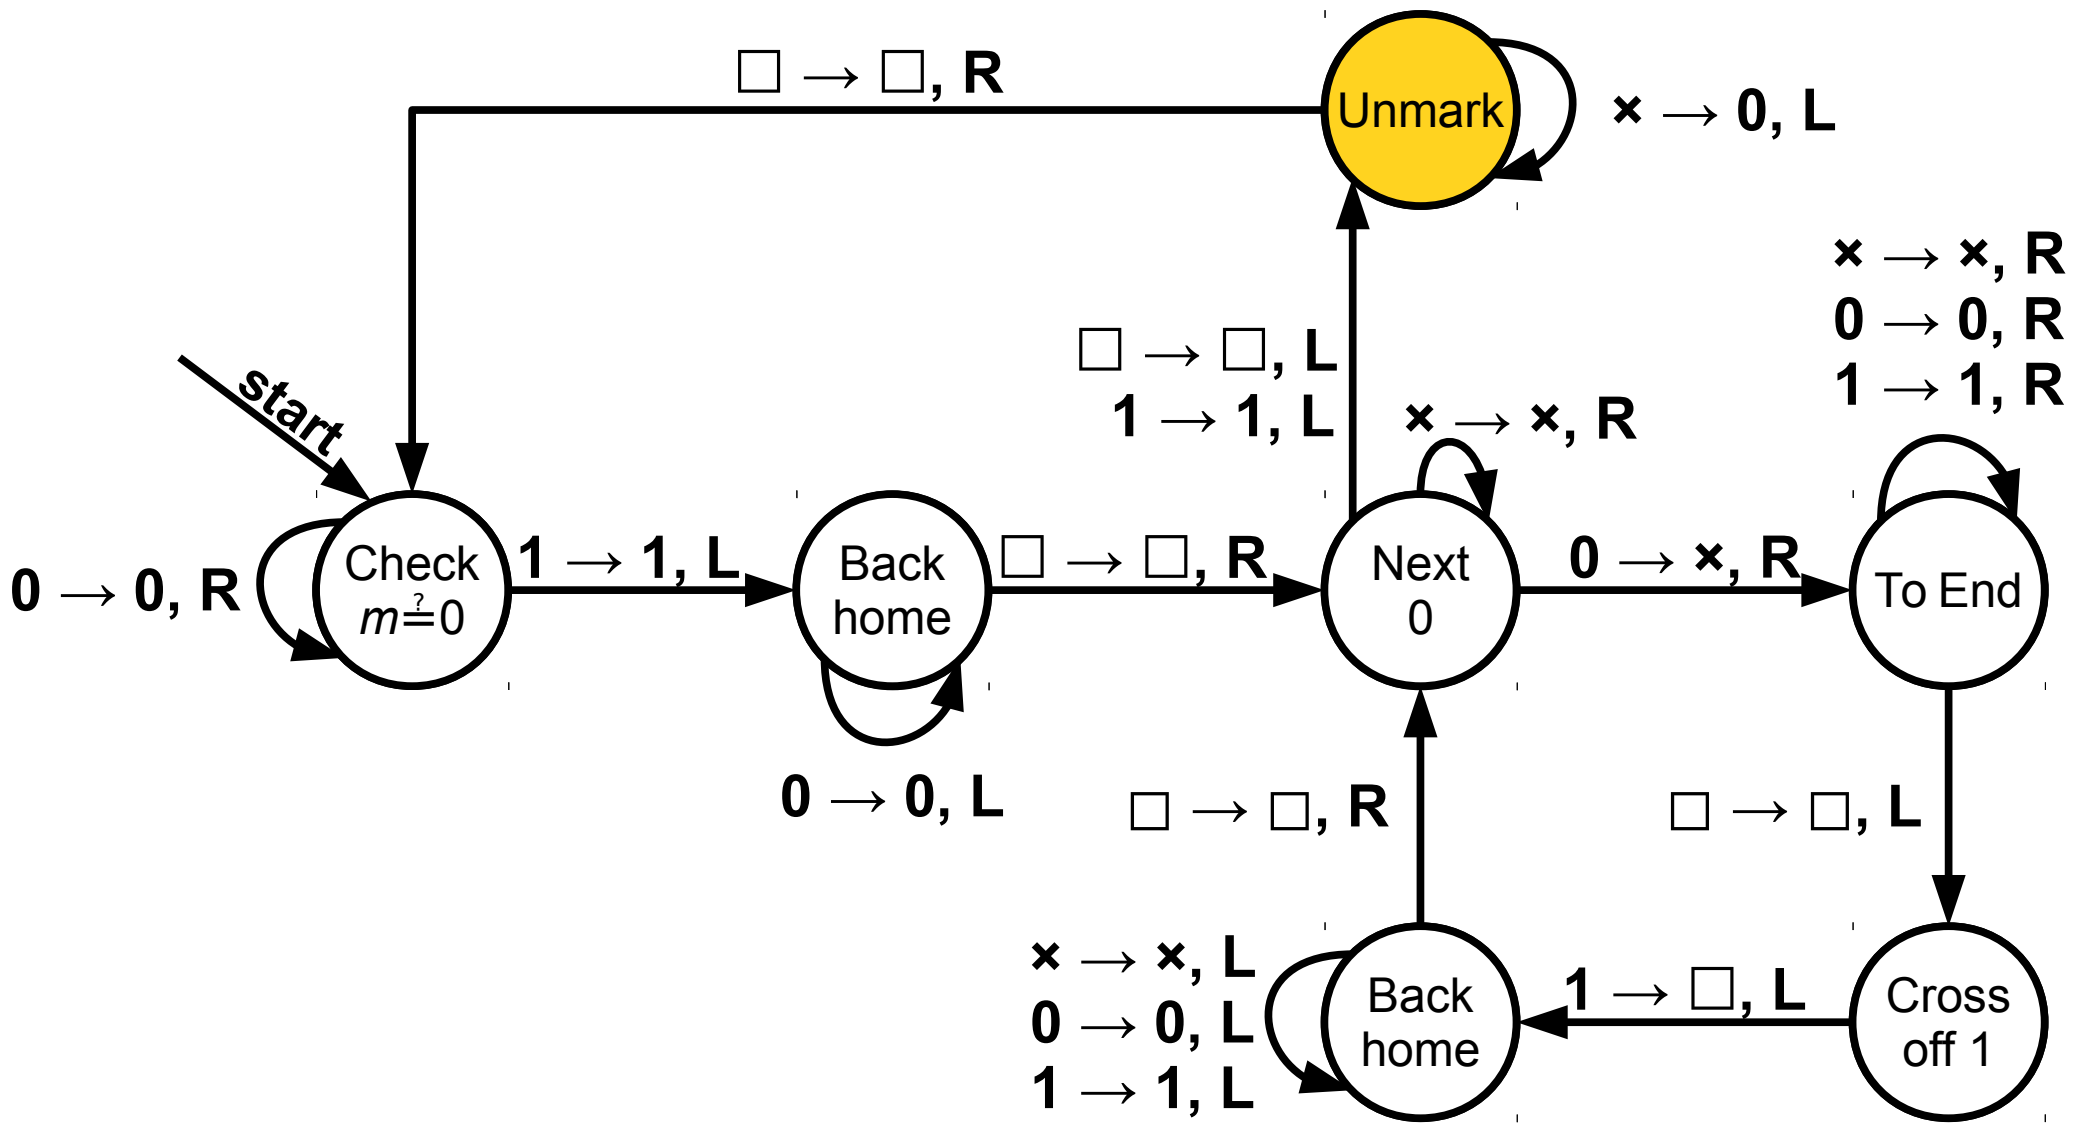 □ → □, R
Unmark
× → 0, L
× → ×, R
0 → 0, R
1 → 1, R
□ → □, L
1 → 1, L
× → ×, R
start
0 → 0, R
Check
m≟0
1 → 1, L
Back
home
□ → □, R
Next
0
0 → ×, R
To End
0 → 0, L
□ → □, R
□ → □, L
× → ×, L
0 → 0, L
1 → 1, L
Back
home
1 → □, L
Cross
off 1